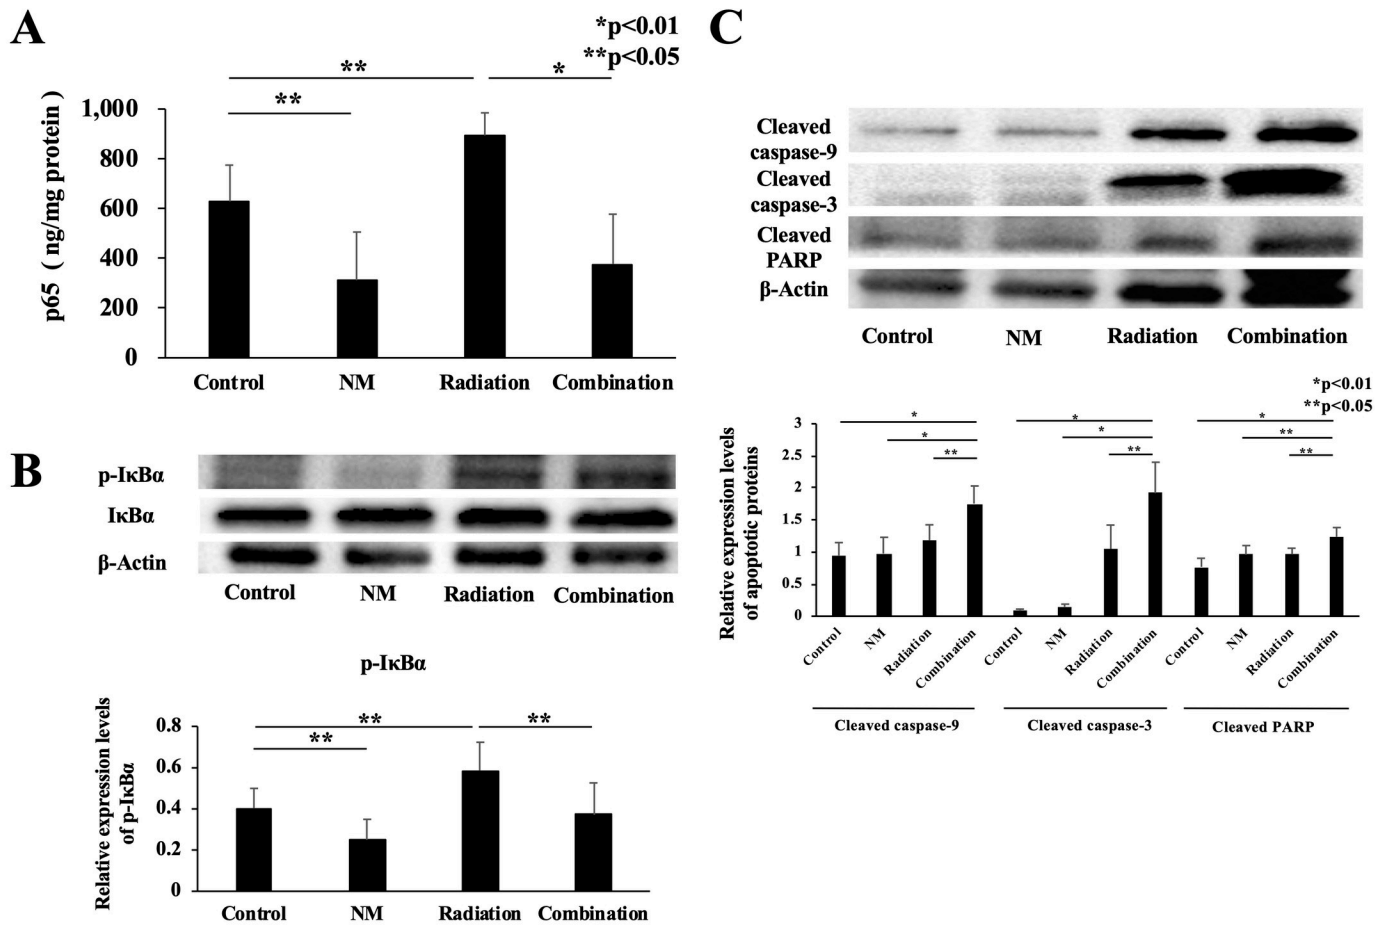 A
*p<0.01
**p<0.05
**
*
**
p65 ( ng/mg protein)
1,000
800
600
400
200
0
Control
NM
Radiation
Combination
B
p-IκBα
IκBα
β-Actin
Control
NM
Radiation
Combination
p-IκBα
Relative expression levels
of p-IκBα
0.8
0.6
0.4
0.2
0
**
**
**
Control
NM
Radiation
Combination
C
Cleaved
caspase-9
Cleaved
caspase-3
Cleaved
PARP
β-Actin
Control
NM
Radiation
Combination
*p<0.01
**p<0.05
Relative expression levels
of apoptotic proteins
3
2.5
2
1.5
1
0.5
0
*
*
**
*
*
**
*
**
**
Control
NM
Radiation
Combination
Control
NM
Radiation
Combination
Control
NM
Radiation
Combination
Cleaved caspase-9
Cleaved caspase-3
Cleaved PARP